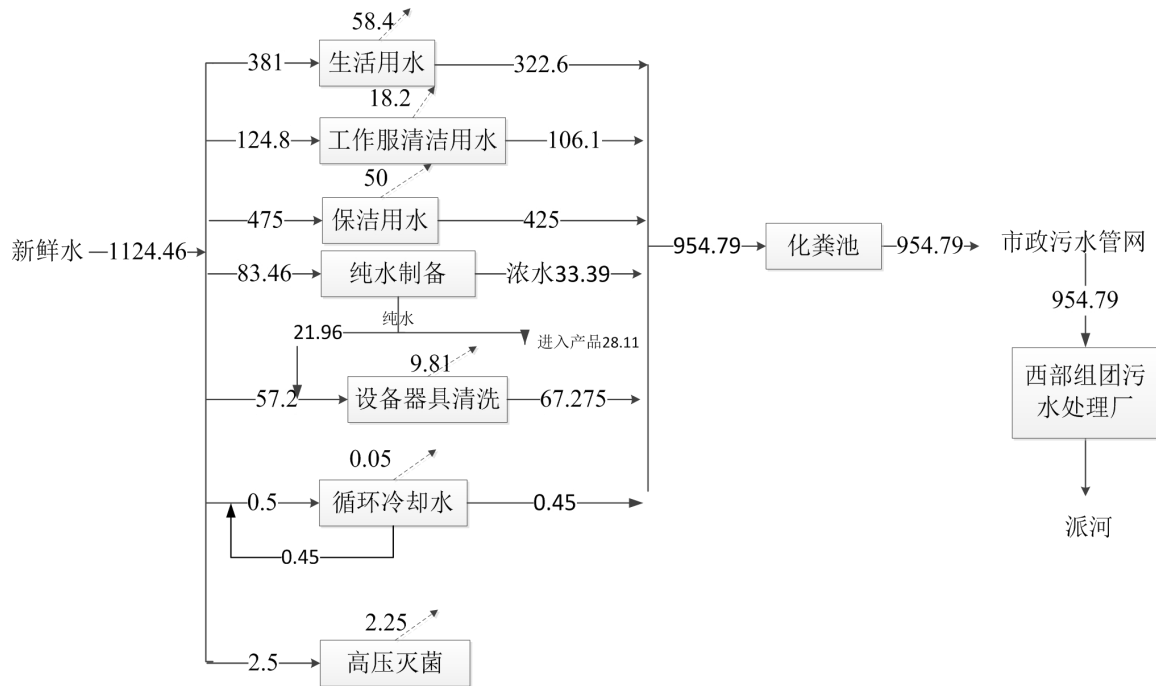 58.4
381
生活用水
322.6
18.2
124.8
工作服清洁用水
106.1
50
475
保洁用水
425
新鲜水
1124.46
954.79
化粪池
954.79
市政污水管网
83.46
纯水制备
浓水33.39
954.79
纯水
21.96
进入产品28.11
9.81
57.2
设备器具清洗
67.275
西部组团污
水处理厂
0.05
0.5
循环冷却水
0.45
派河
0.45
2.25
2.5
高压灭菌